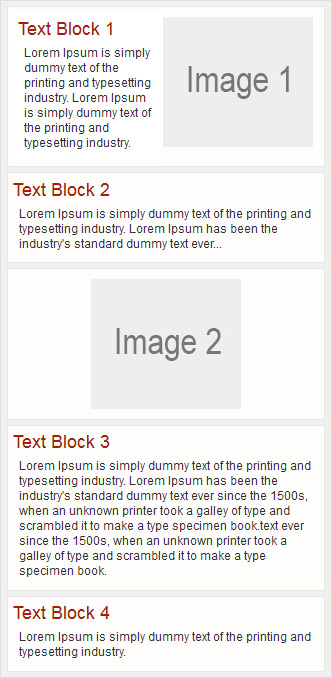 Text Block 1
Lorem Ipsum is simply
dummy text of the
printing and typesetting
industry. Lorem Ipsum
is simply dummy text of
the printing and
typesetting industry.
Image 1
Text Block 2
Lorem Ipsum is simply dummy text of the printing and
typesetting industry. Lorem Ipsum has been the
industry's standard dummy text ever...
Image 2
Text Block 3
Lorem Ipsum is simply dummy text of the printing and
typesetting industry. Lorem Ipsum has been the
industry's standard dummy text ever since the 1500s,
when an unknown printer took a galley of type and
scrambled it to make a type specimen book.text ever
since the 1500s, when an unknown printer took a
galley of type and scrambled it to make a type
specimen book.
Text Block 4
Lorem Ipsum is simply dummy text of the printing and
typesetting industry.